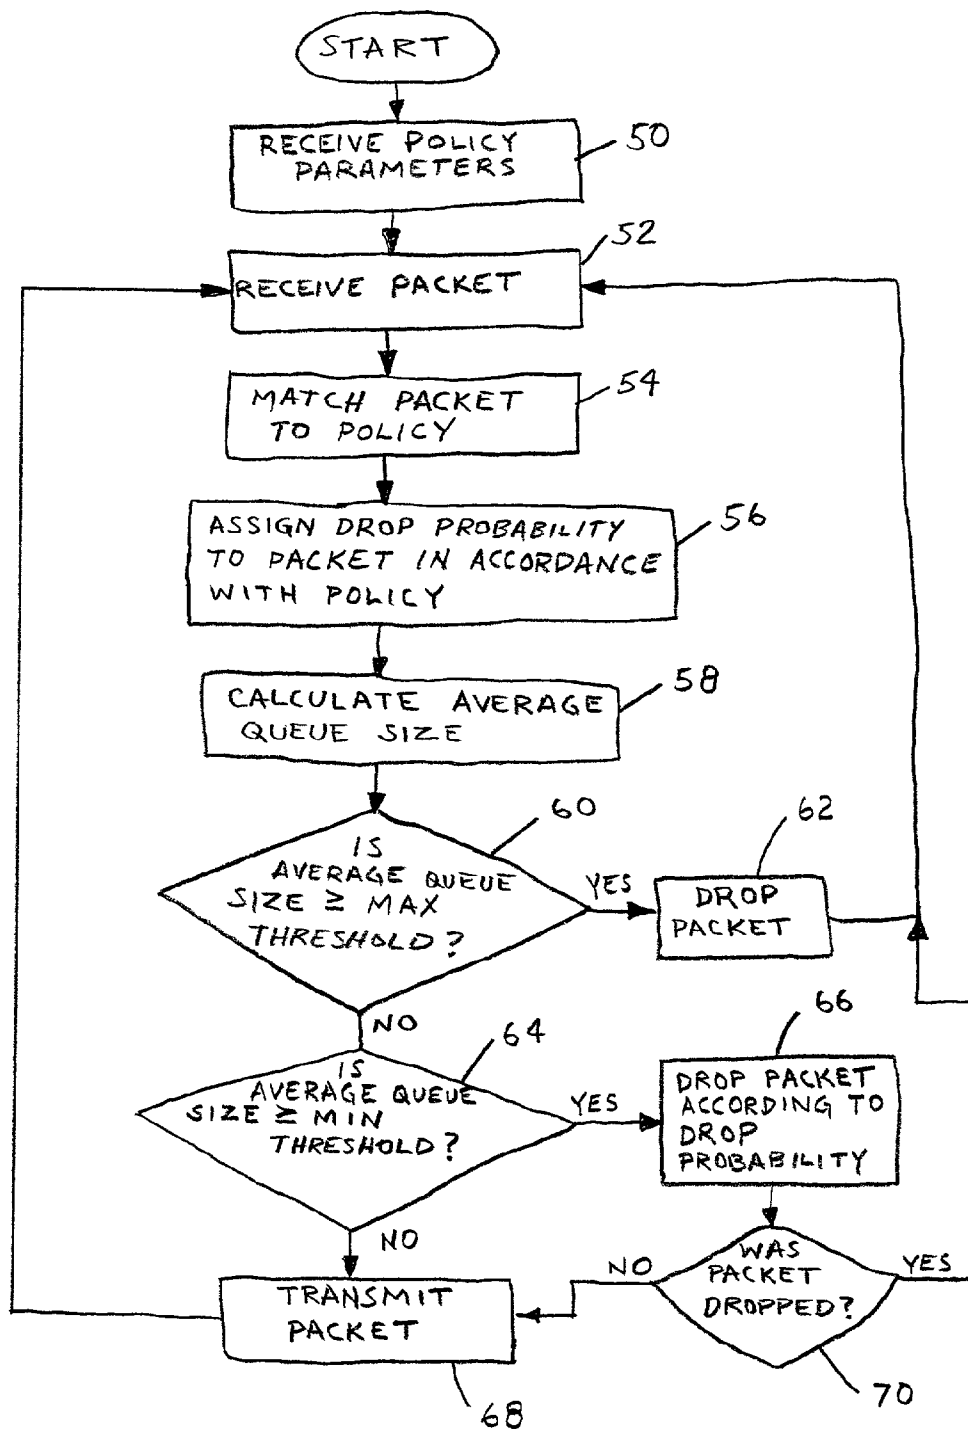 START
RECEIVE POLICY
PARAMETERS
50
52
RECEIVE PACKET
MATCH PACKET
TO POLICY
54
ASSIGN DROP PROBABILITY
TO PACKET IN ACCORDANCE
WITH POLICY
56
CALCULATE AVERAGE
QUEUE SIZE
58
60
IS
AVERAGE QUEUE
SIZE ≥ MAX
THRESHOLD?
YES
62
DROP
PACKET
NO
64
IS
AVERAGE QUEUE
SIZE ≥ MIN
THRESHOLD?
YES
66
DROP PACKET
ACCORDING TO
DROP
PROBABILITY
NO
WAS
PACKET
DROPPED?
NO
YES
70
TRANSMIT
PACKET
68